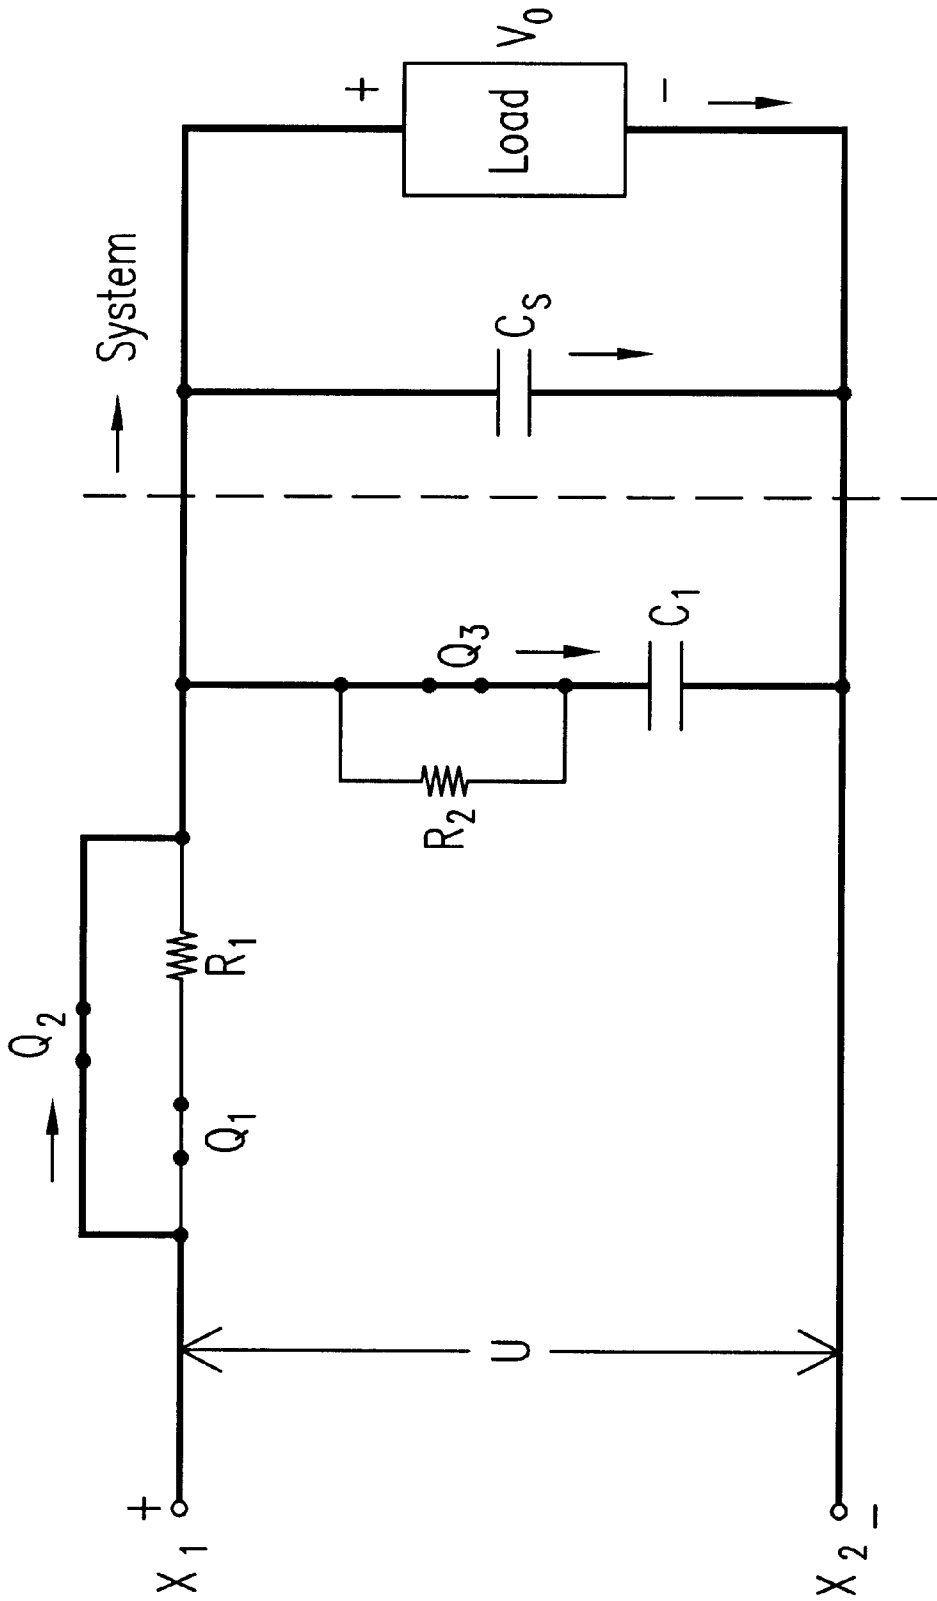 System
+
Load
V0
-
Q2
Q1
R1
R2
Q3
C1
CS
U
X1 +
X2 -